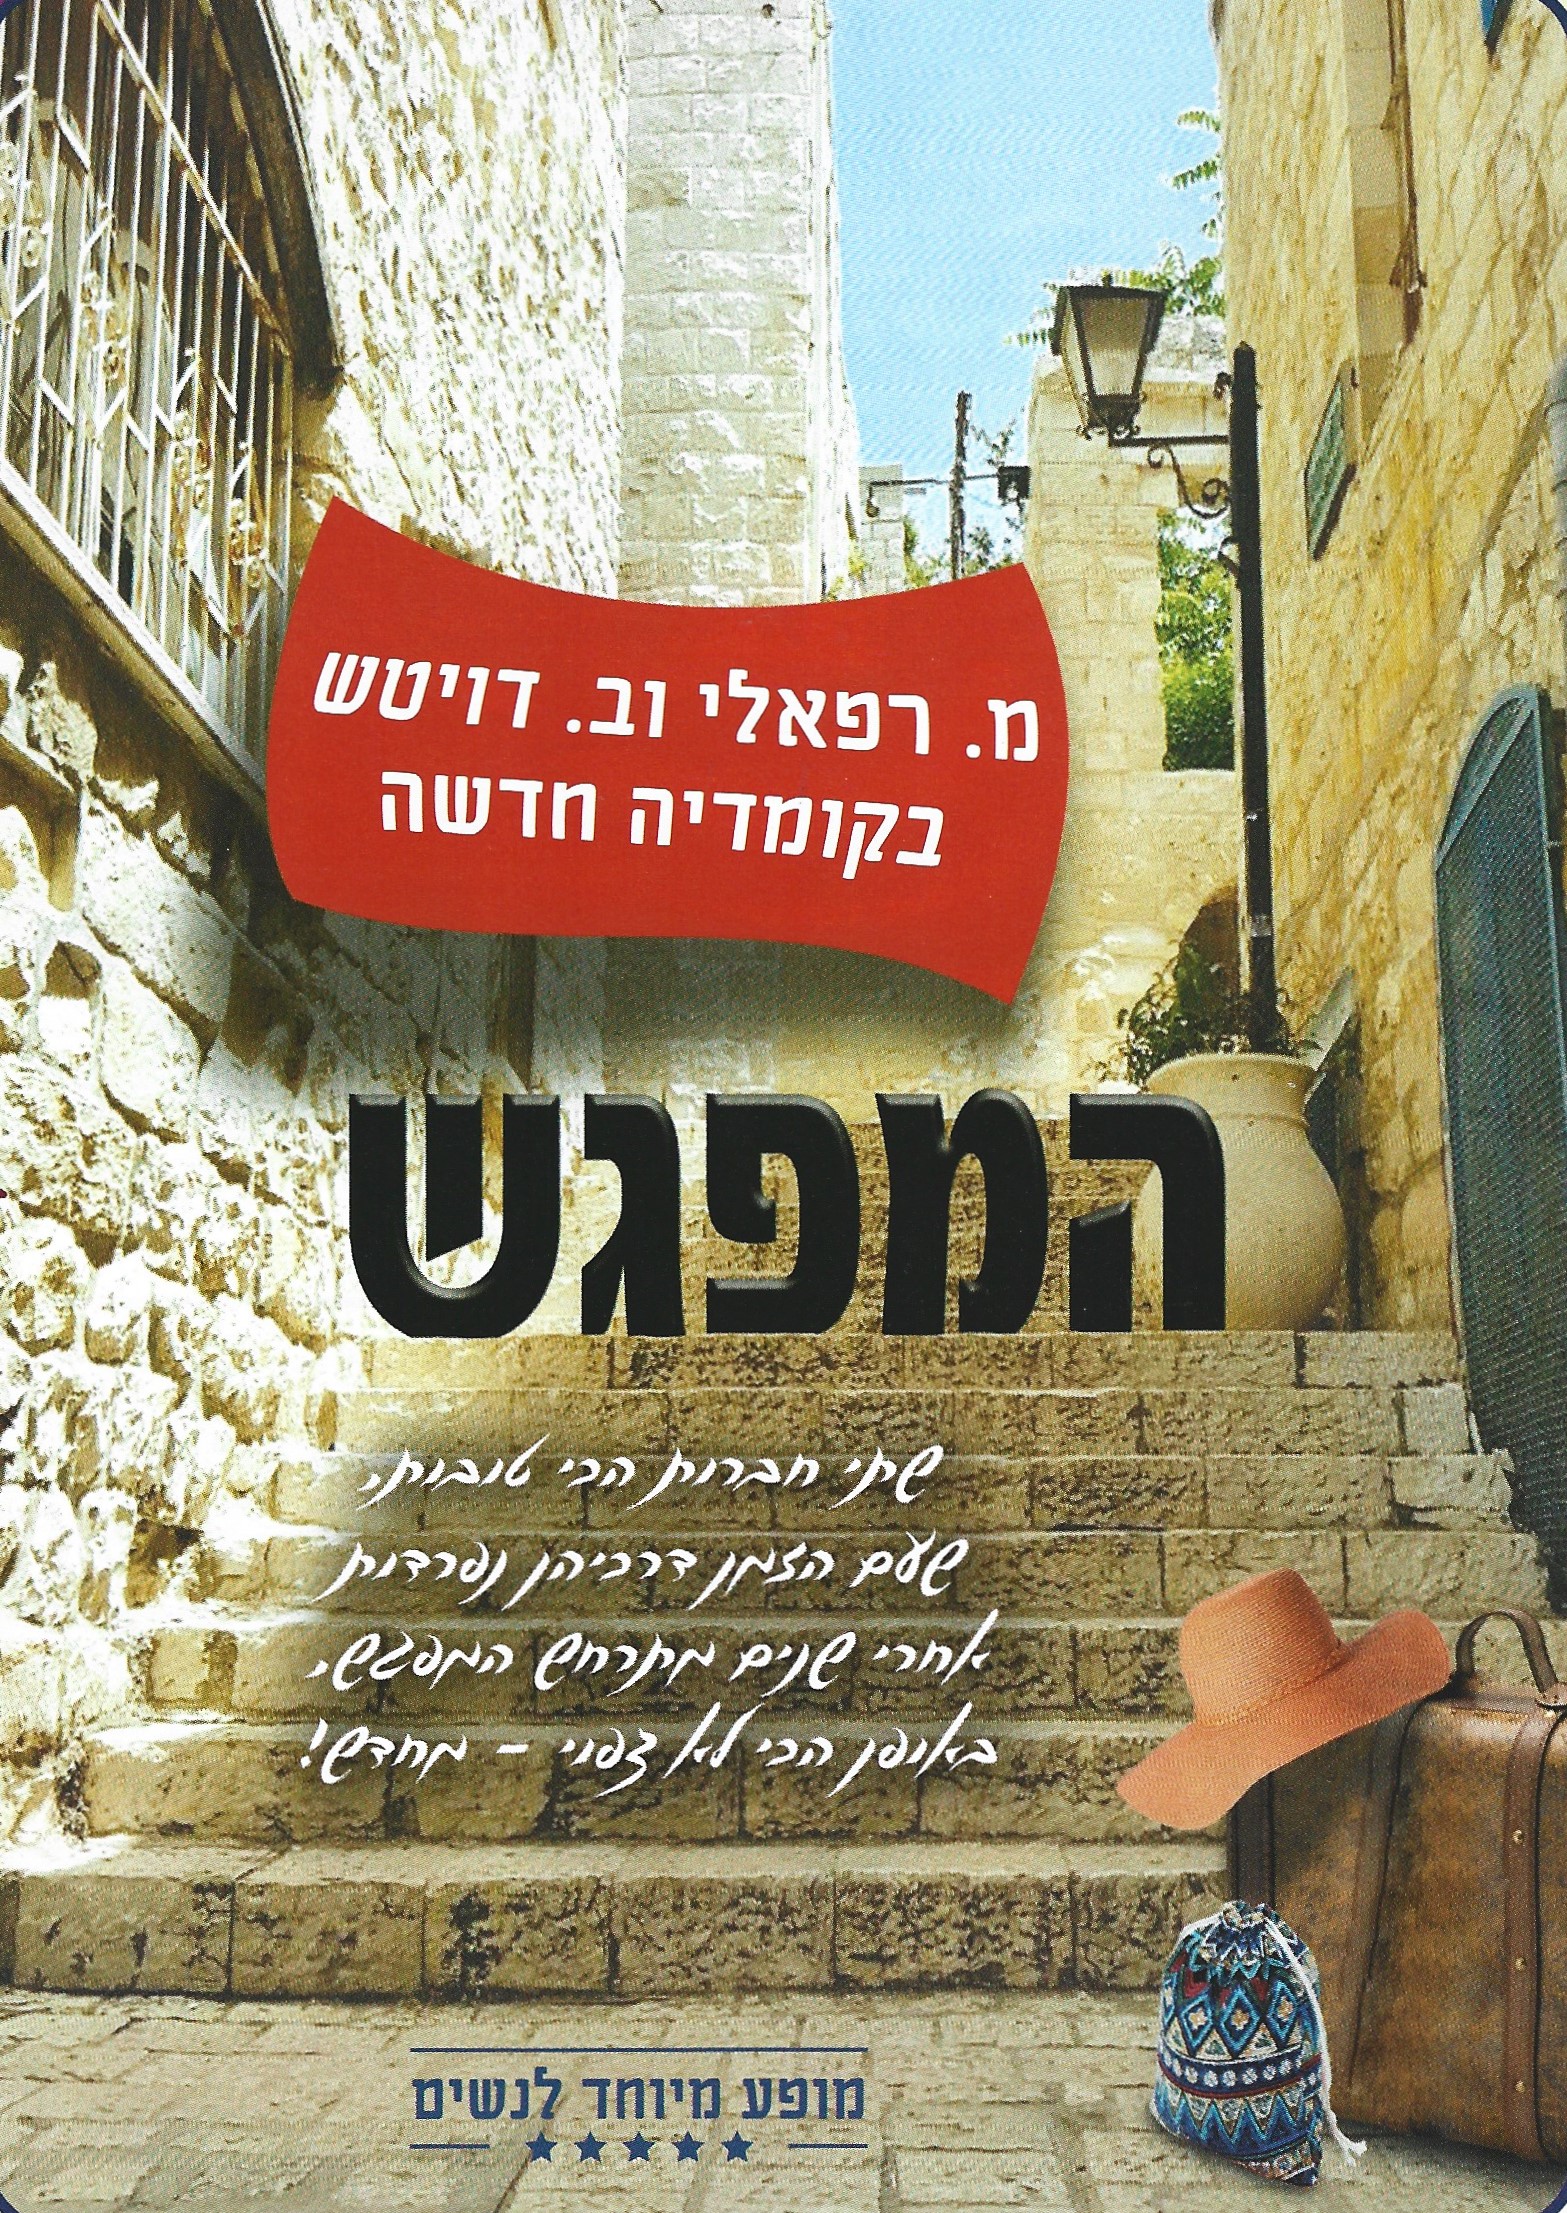 מ. רפאלי וב. דויטש
בקומדיה חדשה
המפגש
שתי חברות הכי טובות,
שעם הזמן דרכיהן נפרדות
אחרי שנים מתרחש המפגש,
באופן הכי לא צפוי - מחדש!
מופע מיוחד לנשים